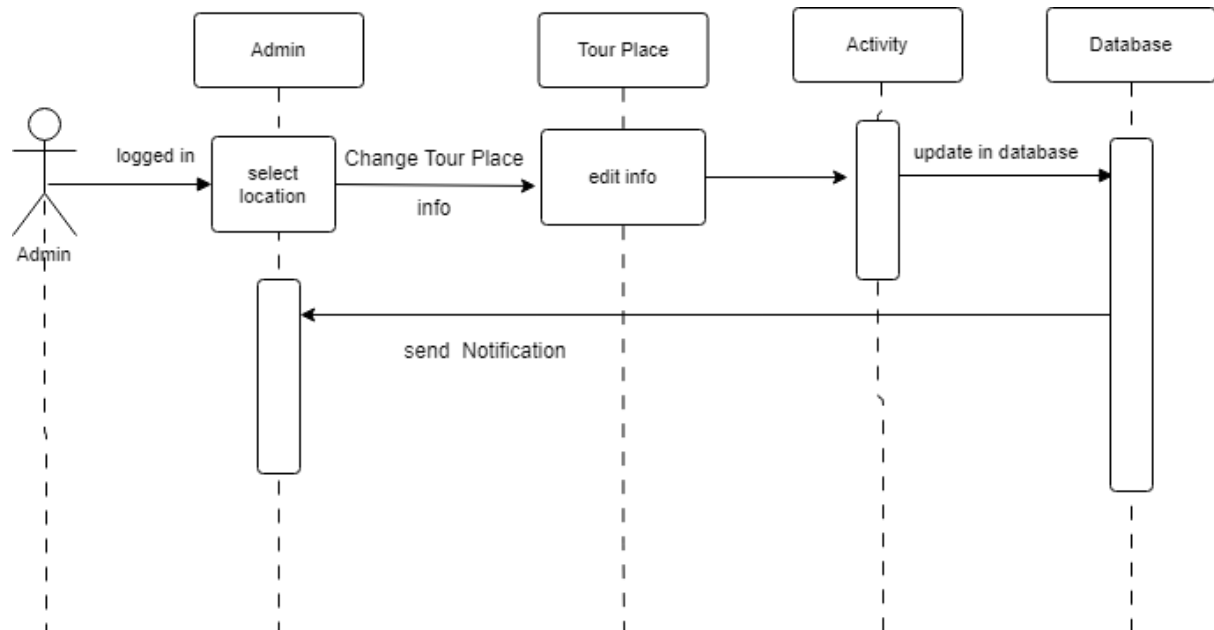 Admin
Tour Place
Activity
Database
logged in
select
location
Change Tour Place
info
edit info
update in database
Admin
send  Notification